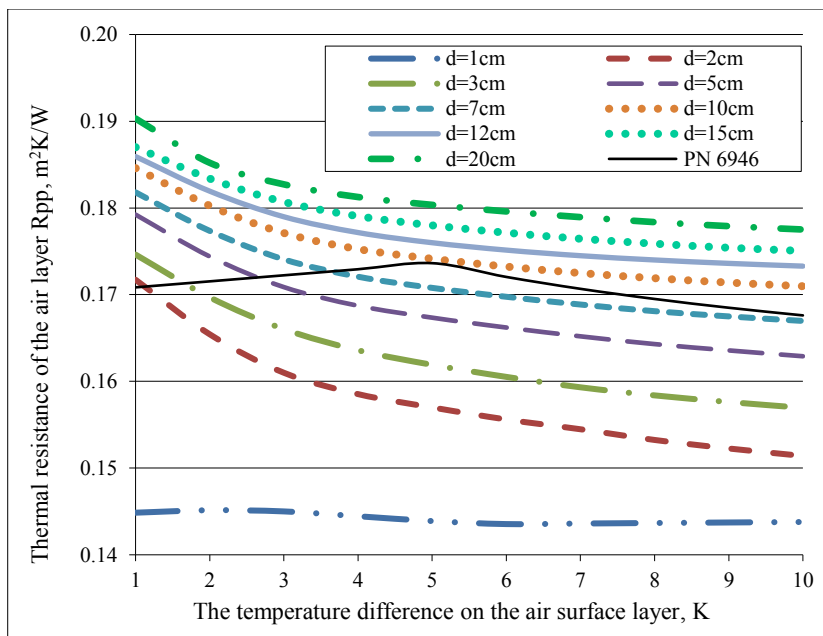 0.20
0.19
0.18
0.17
0.16
0.15
0.14
Thermal resistance of the air layer Rpp, m²K/W
d=1cm d=2cm
d=3cm d=5cm
d=7cm d=10cm
d=12cm d=15cm
d=20cm PN 6946
1 2 3 4 5 6 7 8 9 10
The temperature difference on the air surface layer, K